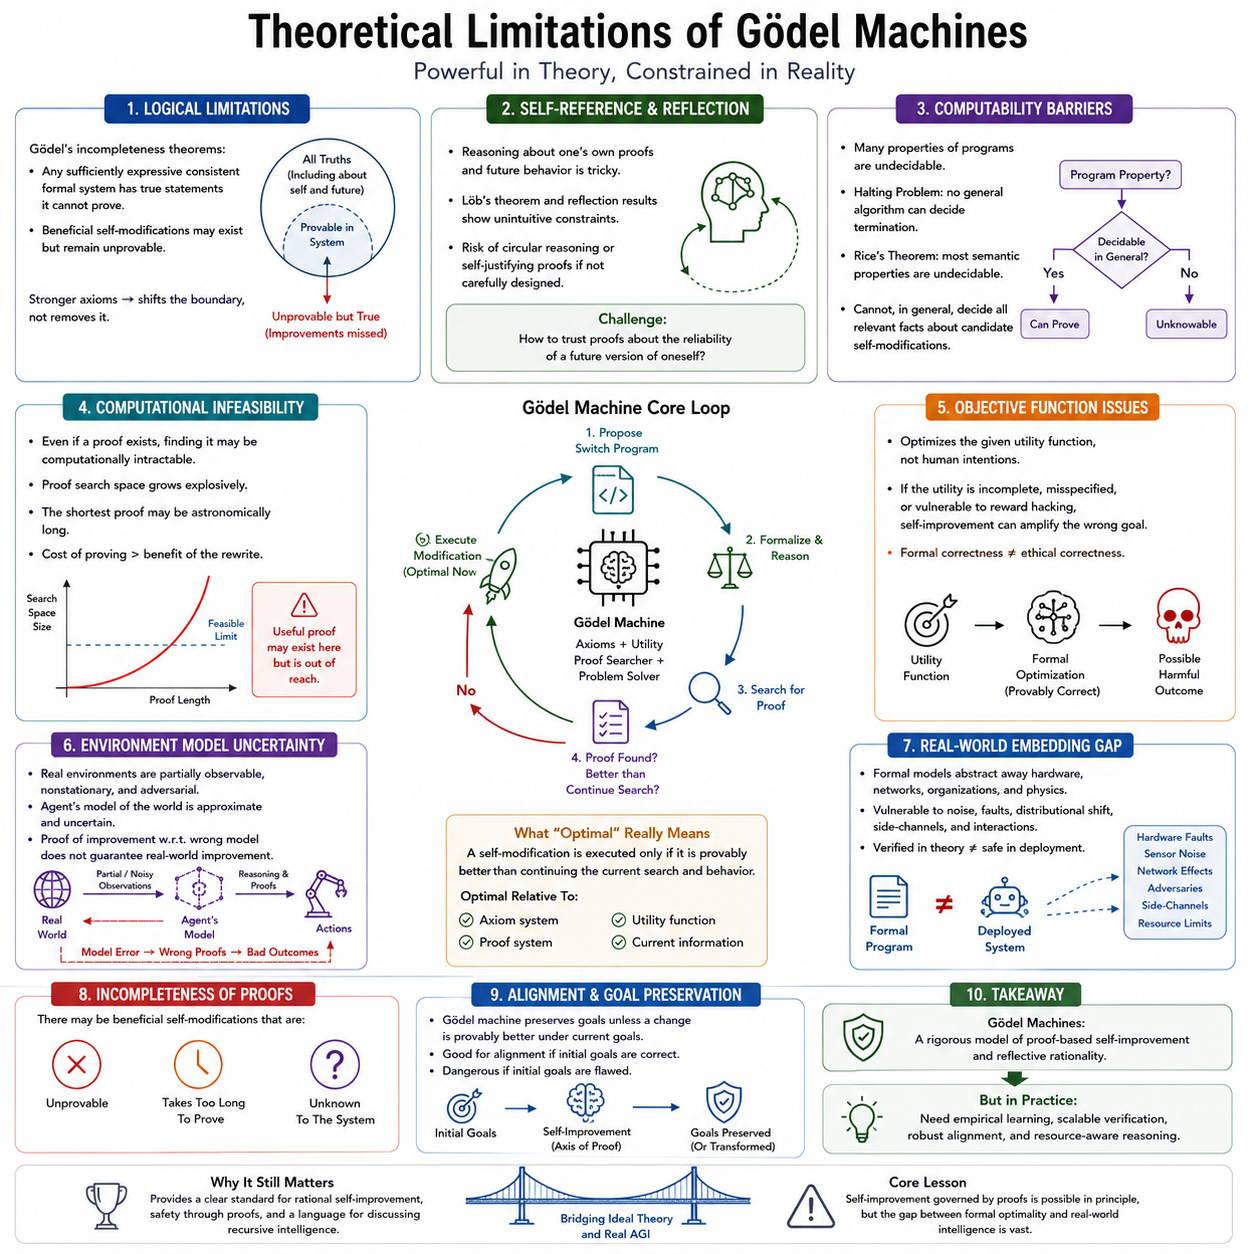 Theoretical Limitations of Gödel Machines
Powerful in Theory, Constrained in Reality
1. LOGICAL LIMITATIONS
Gödel's incompleteness theorems:
• Any sufficiently expressive consistent
formal system has true statements
it cannot prove.
• Beneficial self-modifications may exist
but remain unprovable.
Stronger axioms → shifts the boundary,
not removes it.
All Truths
(Including about
self and future)
Provable in
System
Unprovable but True
(Improvements missed)
2. SELF-REFERENCE & REFLECTION
• Reasoning about one's own proofs
and future behavior is tricky.
• Löb's theorem and reflection results
show unintuitive constraints.
• Risk of circular reasoning or
self-justifying proofs if not
carefully designed.
Challenge:
How to trust proofs about the reliability
of a future version of oneself?
3. COMPUTABILITY BARRIERS
• Many properties of programs
are undecidable.
• Halting Problem: no general
algorithm can decide
termination.
• Rice's Theorem: most semantic
properties are undecidable.
• Cannot, in general, decide all
relevant facts about candidate
self-modifications.
Program Property?
Decidable
in General?
Yes
No
Can Prove
Unknowable
4. COMPUTATIONAL INFEASIBILITY
• Even if a proof exists, finding it may be
computationally intractable.
• Proof search space grows explosively.
• The shortest proof may be astronomically
long.
• Cost of proving > benefit of the rewrite.
Search
Space
Size
Feasible
Limit
Proof Length
Useful proof
may exist here
but is out of
reach.
Gödel Machine Core Loop
1. Propose
Switch Program
2. Formalize &
Reason
3. Search for
Proof
4. Proof Found?
Better than
Continue Search?
No
Execute
Modification
(Optimal Now
Gödel Machine
Axioms + Utility
Proof Searcher +
Problem Solver
5. OBJECTIVE FUNCTION ISSUES
• Optimizes the given utility function,
not human intentions.
• If the utility is incomplete, misspecified,
or vulnerable to reward hacking,
self-improvement can amplify the wrong goal.
• Formal correctness ≠ ethical correctness.
Utility
Function
Formal
Optimization
(Provably Correct)
Possible
Harmful
Outcome
6. ENVIRONMENT MODEL UNCERTAINTY
• Real environments are partially observable,
nonstationary, and adversarial.
• Agent's model of the world is approximate
and uncertain.
• Proof of improvement w.r.t. wrong model
does not guarantee real-world improvement.
Partial / Noisy
Observations
Reasoning &
Proofs
Real
World
Agent's
Model
Actions
Model Error → Wrong Proofs → Bad Outcomes
What "Optimal" Really Means
A self-modification is executed only if it is provably
better than continuing the current search and behavior.
Optimal Relative To:
Axiom system
Utility function
Proof system
Current information
7. REAL-WORLD EMBEDDING GAP
• Formal models abstract away hardware,
networks, organizations, and physics.
• Vulnerable to noise, faults, distributional shift,
side-channels, and interactions.
• Verified in theory ≠ safe in deployment.
Formal
Program
≠
Deployed
System
Hardware Faults
Sensor Noise
Network Effects
Adversaries
Side-Channels
Resource Limits
8. INCOMPLETENESS OF PROOFS
There may be beneficial self-modifications that are:
Unprovable
Takes Too Long
To Prove
?
Unknown
To The System
9. ALIGNMENT & GOAL PRESERVATION
• Gödel machine preserves goals unless a change
is provably better under current goals.
• Good for alignment if initial goals are correct.
• Dangerous if initial goals are flawed.
Initial Goals
Self-Improvement
(Axis of Proof)
Goals Preserved
(Or Transformed)
10. TAKEAWAY
Gödel Machines:
A rigorous model of proof-based self-improvement
and reflective rationality.
But in Practice:
Need empirical learning, scalable verification,
robust alignment, and resource-aware reasoning.
Why It Still Matters
Provides a clear standard for rational self-improvement,
safety through proofs, and a language for discussing
recursive intelligence.
Bridging Ideal Theory
and Real AGI
Core Lesson
Self-improvement governed by proofs is possible in principle,
but the gap between formal optimality and real-world
intelligence is vast.